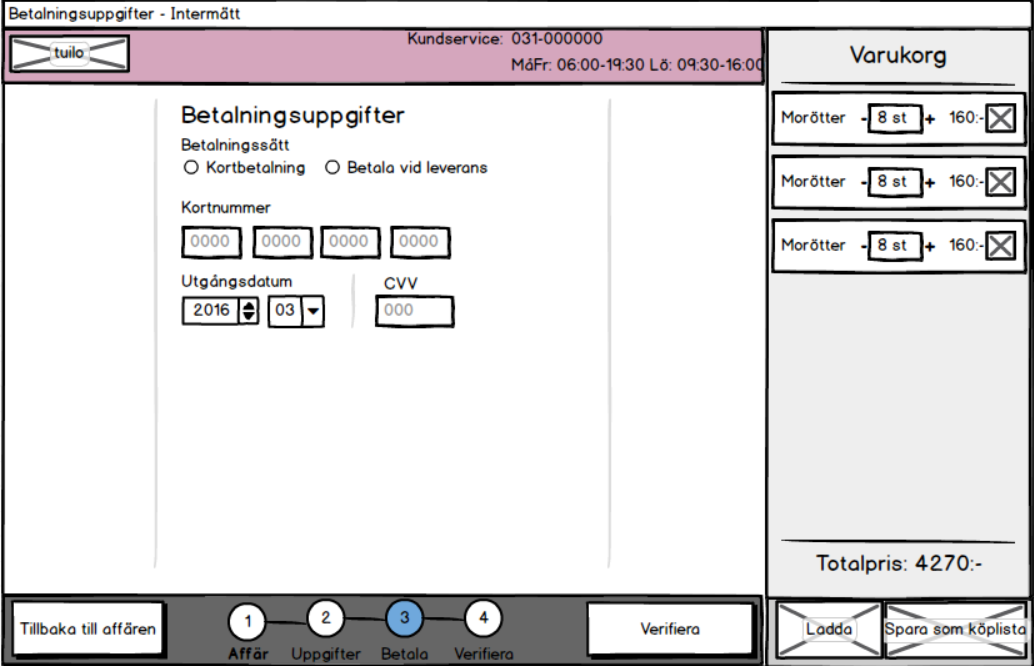 Betalningsuppgifter - Intermätt
tuilo
Kundservice: 031-000000
MåFr: 06:00-19:30 Lö: 09:30-16:00
Betalningsuppgifter
Betalningssätt
Kortbetalning Betala vid leverans
Kortnummer
0000 0000 0000 0000
Utgångsdatum CVV
2016 03 000
Varukorg
Morötter - 8 st + 160:-
Morötter - 8 st + 160:-
Morötter - 8 st + 160:-
Totalpris: 4270:-
Tillbaka till affären
1 2 3 4
Affär Uppgifter Betala Verifiera
Verifiera
Ladda
Spara som köplista